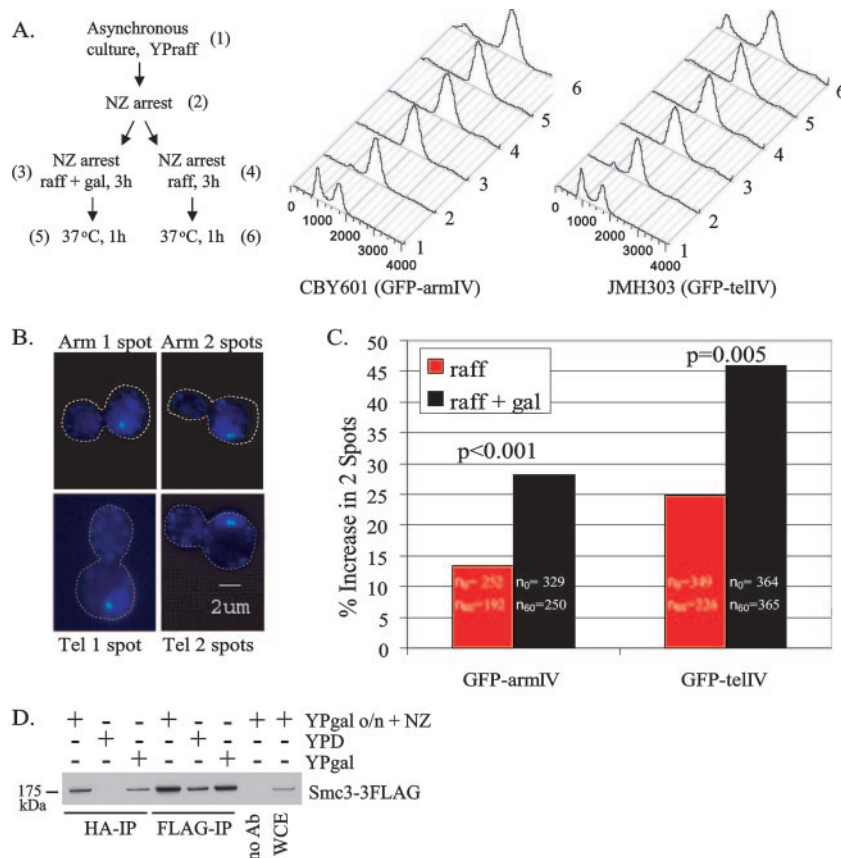 A.
Asynchronous
culture, YPraff (1)
NZ arrest (2)
NZ arrest
(3) raff + gal, 3h
NZ arrest
raff, 3h (4)
(5) 37 °C, 1h
37 °C, 1h (6)
6
5
4
3
2
1
0
1000
2000
3000
4000
CBY601 (GFP-armIV)
6
5
4
3
2
1
0
1000
2000
3000
4000
JMH303 (GFP-telIV)
B.
Arm 1 spot Arm 2 spots
2um
Tel 1 spot Tel 2 spots
C.
% Increase in 2 Spots
50
45
40
35
30
25
20
15
10
5
0
raff
raff + gal
p<0.001
p=0.005
n0= 252
n60=192
n0= 329
n60=250
n0=349
n60=226
n0= 364
n60=365
GFP-armIV
GFP-telIV
D.
+ - - + - - + + YPgal o/n + NZ
- + - - + - - - YPD
- - + - - + - - YPgal
175
kDa
Smc3-3FLAG
HA-IP
FLAG-IP
no Ab
WCE